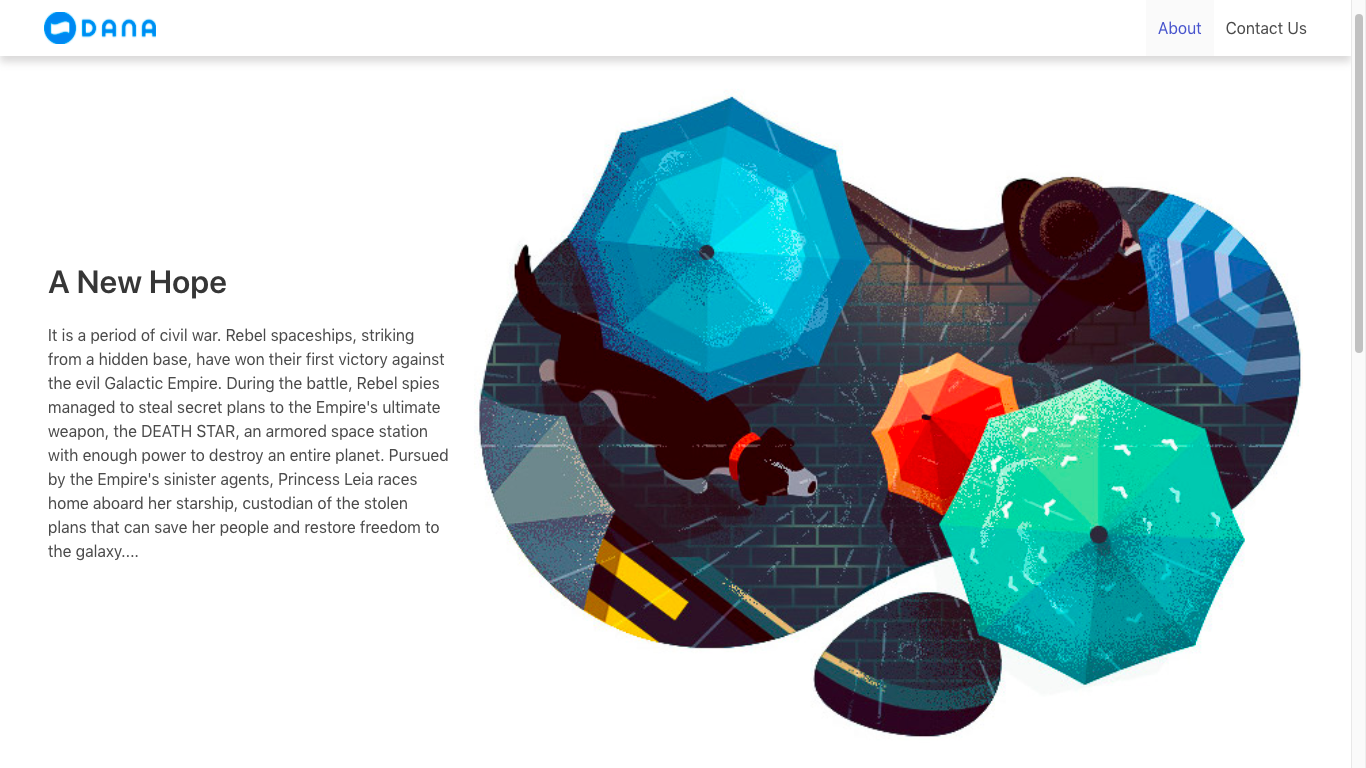 DANA
About
Contact Us
A New Hope
It is a period of civil war. Rebel spaceships, striking
from a hidden base, have won their first victory against
the evil Galactic Empire. During the battle, Rebel spies
managed to steal secret plans to the Empire's ultimate
weapon, the DEATH STAR, an armored space station
with enough power to destroy an entire planet. Pursued
by the Empire's sinister agents, Princess Leia races
home aboard her starship, custodian of the stolen
plans that can save her people and restore freedom to
the galaxy....